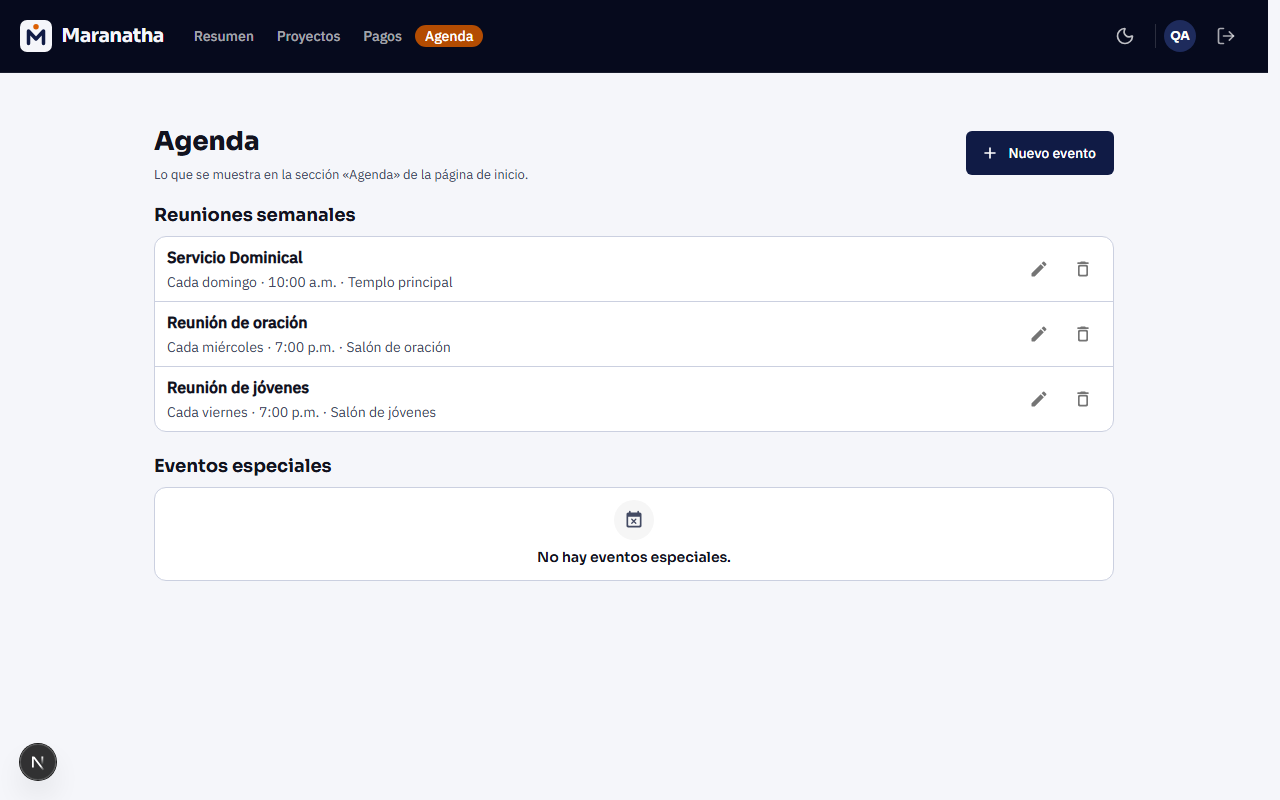 Maranatha
Resumen
Proyectos
Pagos
Agenda
QA
Agenda
Nuevo evento
Lo que se muestra en la sección «Agenda» de la página de inicio.
Reuniones semanales
Servicio Dominical
Cada domingo · 10:00 a.m. · Templo principal
Reunión de oración
Cada miércoles · 7:00 p.m. · Salón de oración
Reunión de jóvenes
Cada viernes · 7:00 p.m. · Salón de jóvenes
Eventos especiales
No hay eventos especiales.
N